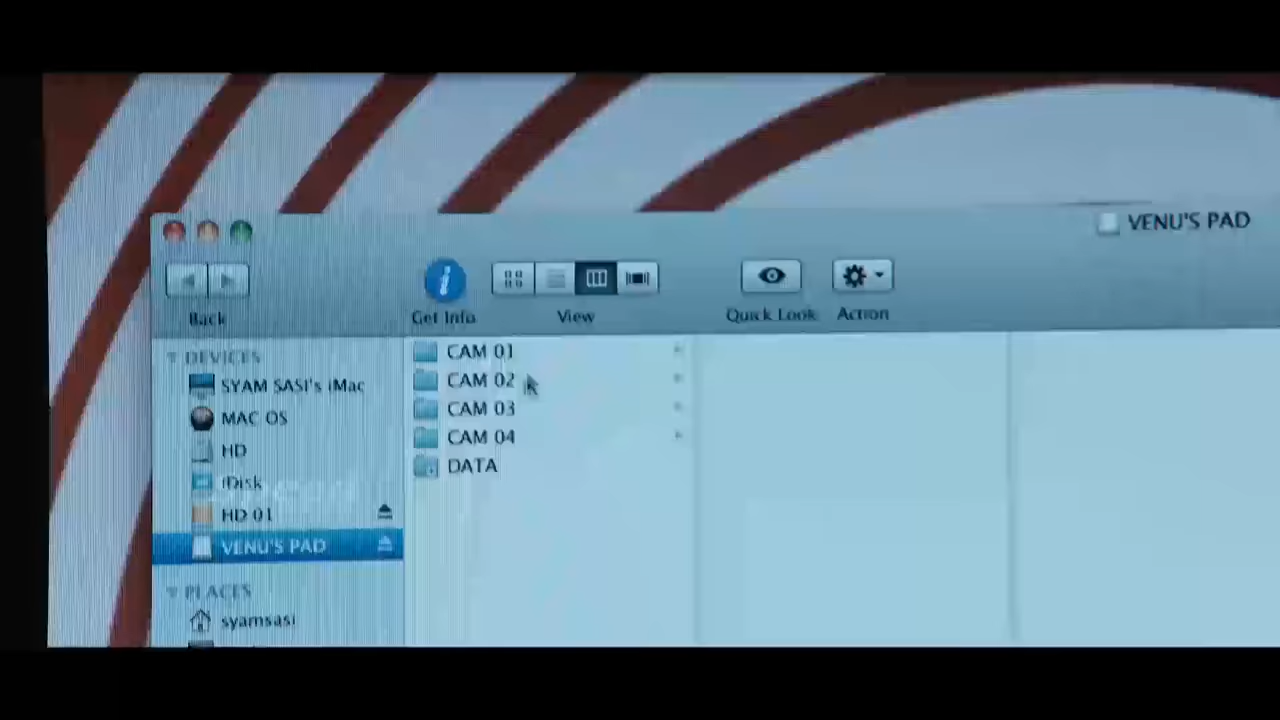 VENU'S PAD
Back
Get Info
View
Quick Look
Action
DEVICES
SYAM SASI's iMac
MAC OS
HD
iDisk
HD 01
VENU'S PAD
PLACES
syamsasi
CAM 01
CAM 02
CAM 03
CAM 04
DATA